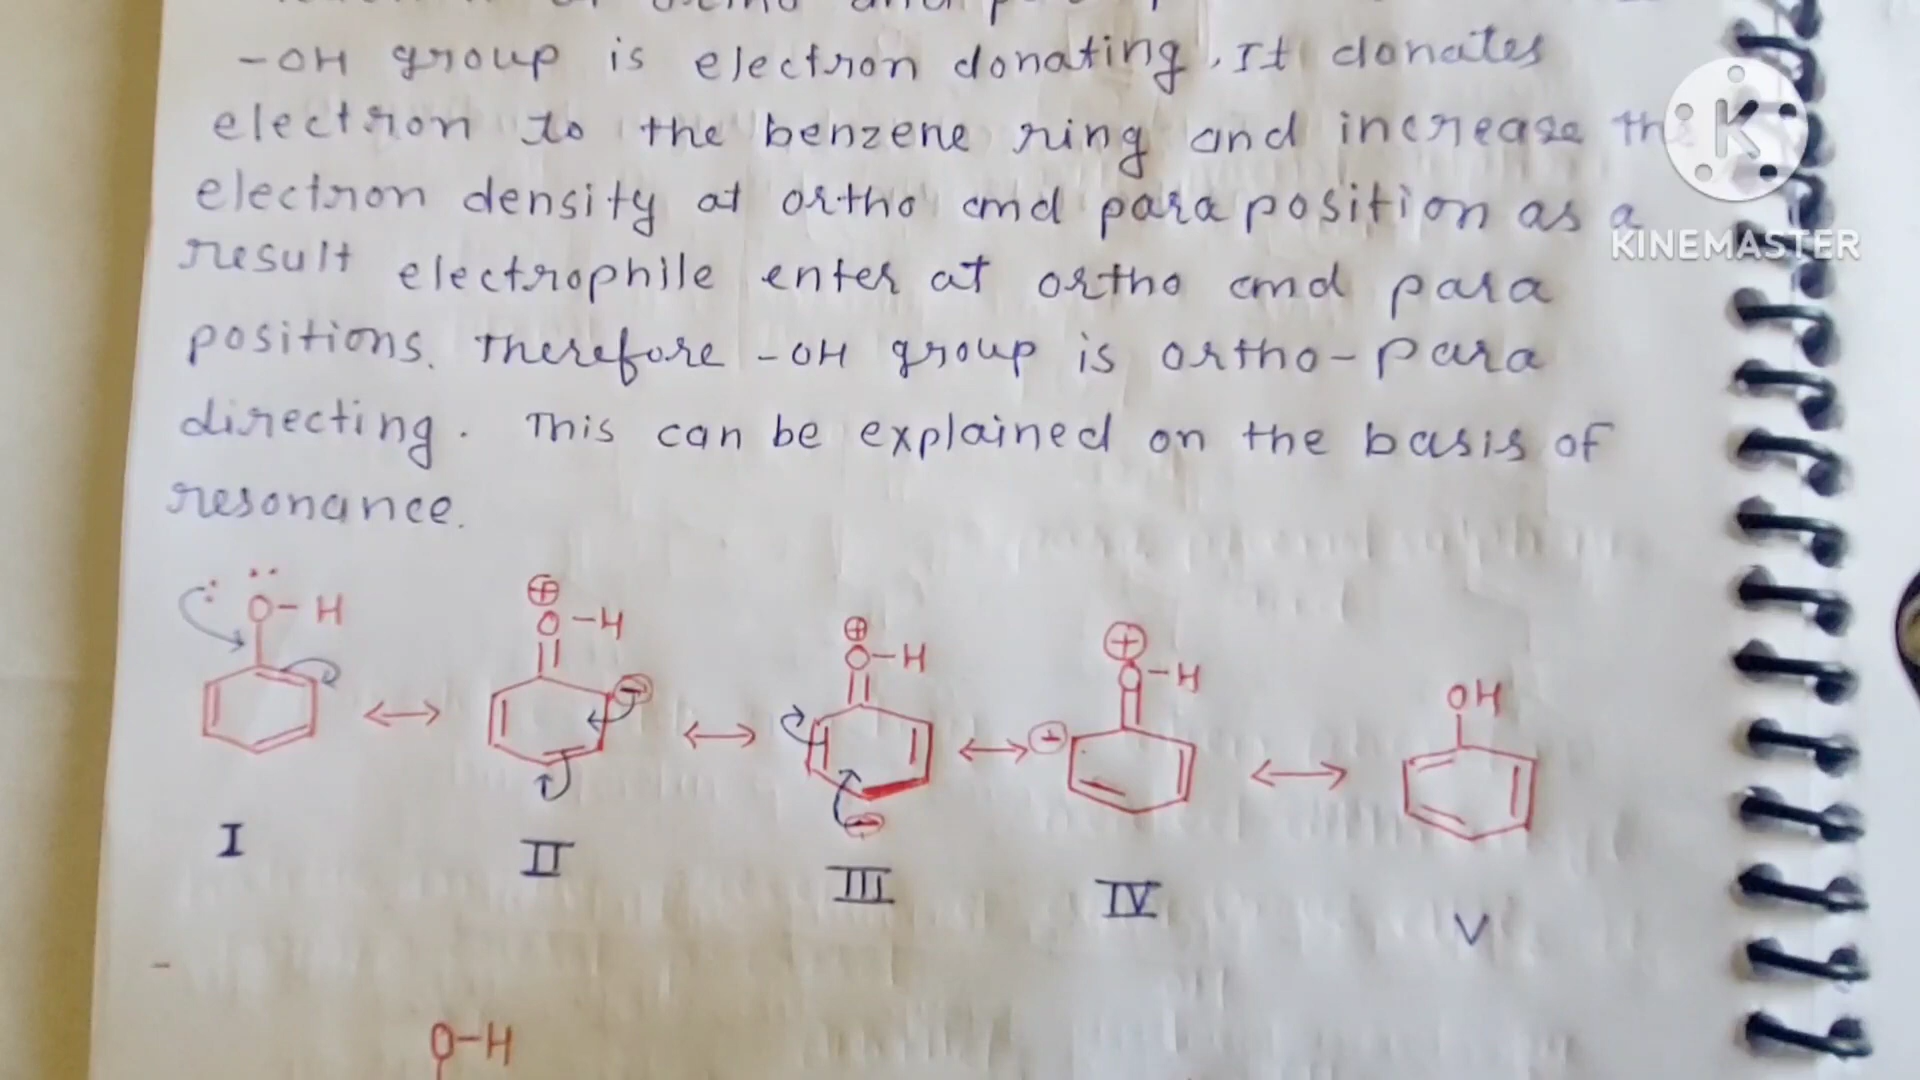 -OH group is electron donating. It donates
electron to the benzene ring and increase the
electron density at ortho and para position as a
result electrophile enter at ortho and para
positions. Therefore -OH group is ortho-para
directing. This can be explained on the basis of
resonance.
K
KINEMASTER
O-H
⊕
O-H
⊖
⊕
O-H
⊖
⊕
O-H
⊕
OH
I
II
III
IV
V
O-H